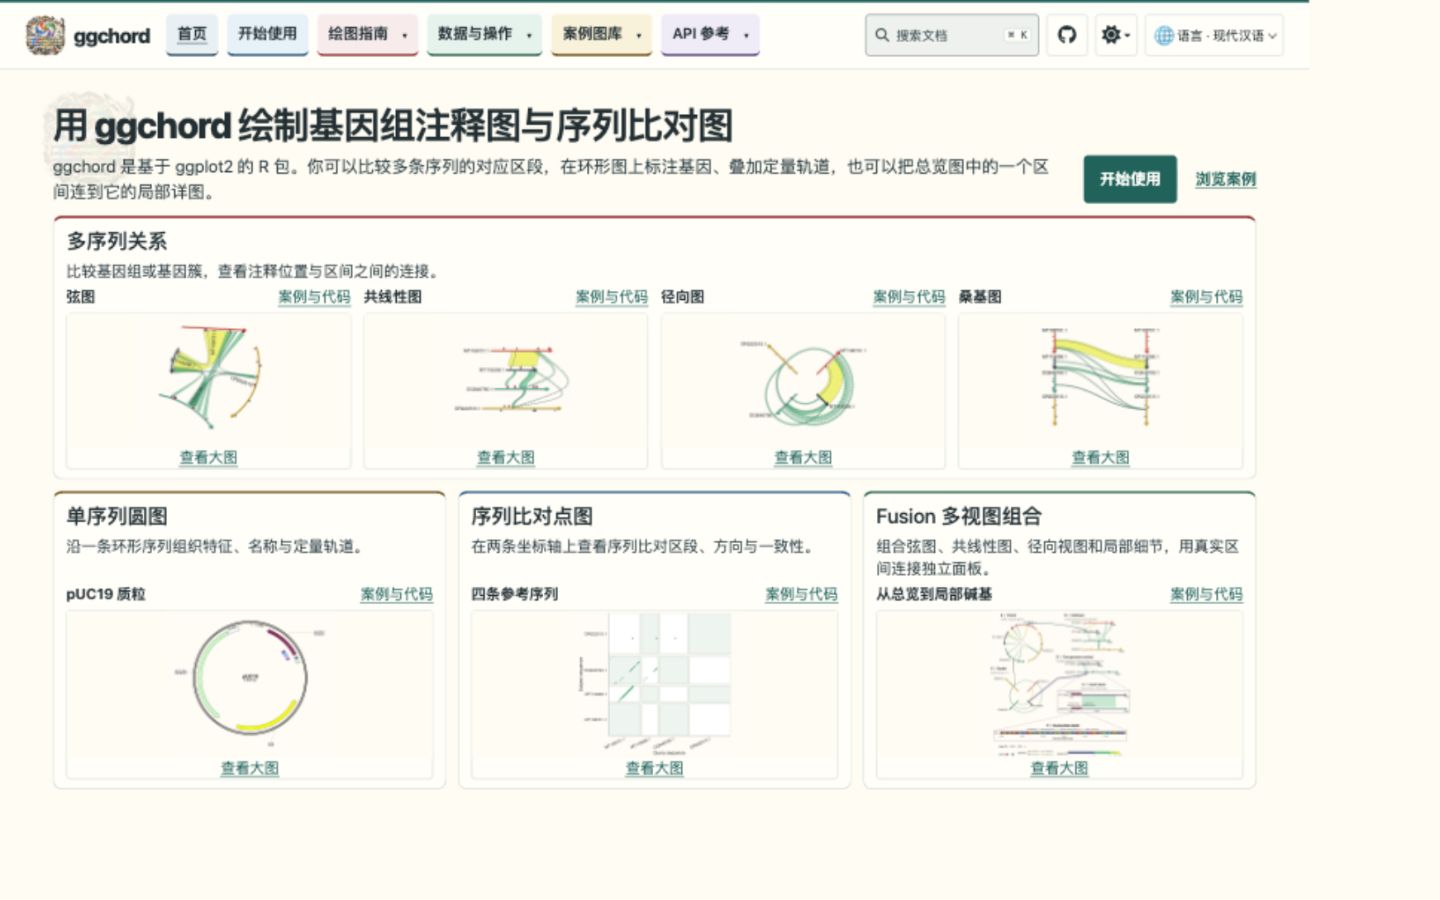 ggchord
首页
开始使用
绘图指南
数据与操作
案例图库
API 参考
搜索文档
⌘ K
语言 · 现代汉语
用 ggchord 绘制基因组注释图与序列比对图
ggchord 是基于 ggplot2 的 R 包。你可以比较多条序列的对应区段，在环形图上标注基因、叠加定量轨道，也可以把总览图中的一个区
间连到它的局部详图。
开始使用
浏览案例
多序列关系
比较基因组或基因簇，查看注释位置与区间之间的连接。
弦图
案例与代码
共线性图
案例与代码
径向图
案例与代码
桑基图
案例与代码
查看大图
查看大图
查看大图
查看大图
单序列圆图
沿一条环形序列组织特征、名称与定量轨道。
pUC19 质粒
案例与代码
查看大图
序列比对点图
在两条坐标轴上查看序列比对区段、方向与一致性。
四条参考序列
案例与代码
查看大图
Fusion 多视图组合
组合弦图、共线性图、径向视图和局部细节，用真实区
间连接独立面板。
从总览到局部碱基
案例与代码
查看大图